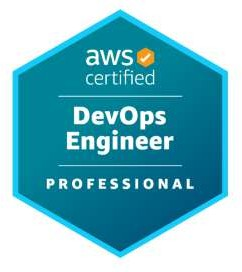 aws
certified
DevOps
Engineer
PROFESSIONAL